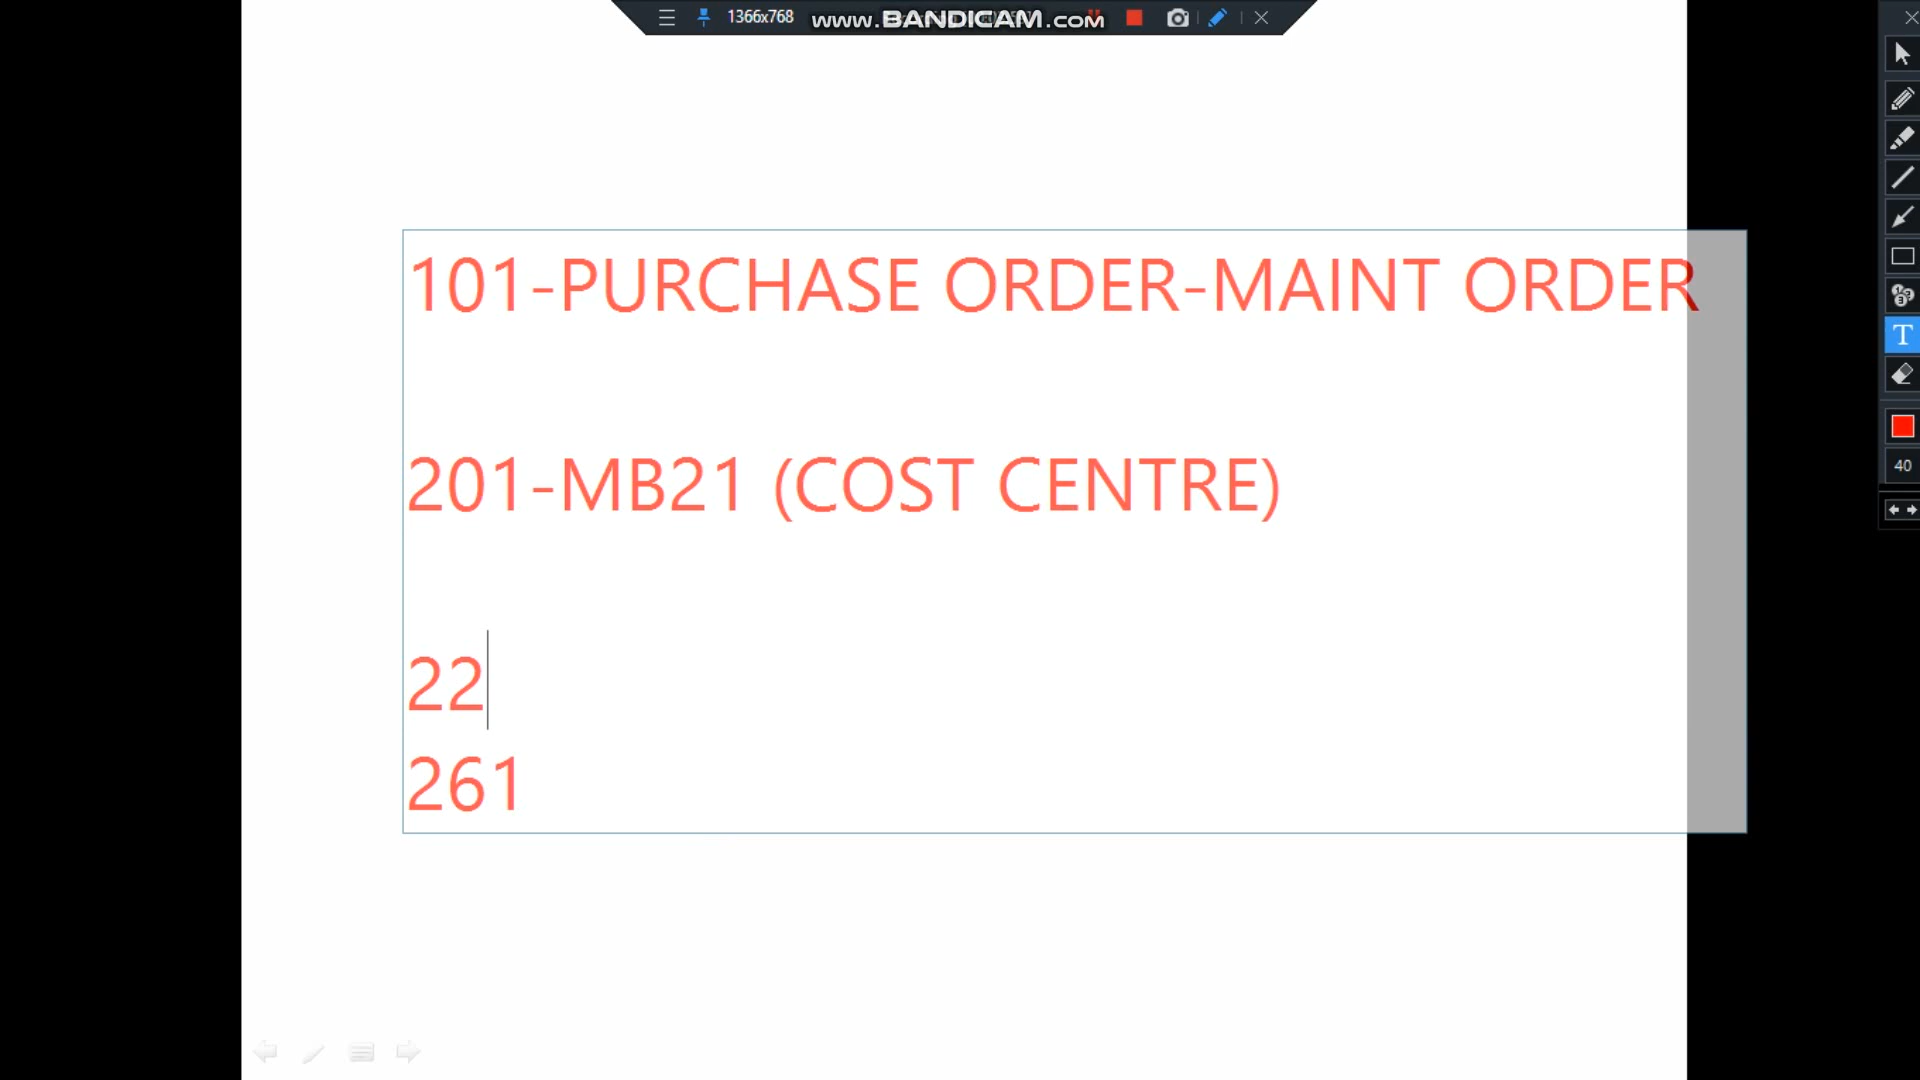 1366x768
www.BANDICAM.com
101-PURCHASE ORDER-MAINT ORDER
201-MB21 (COST CENTRE)
22
261
T
40